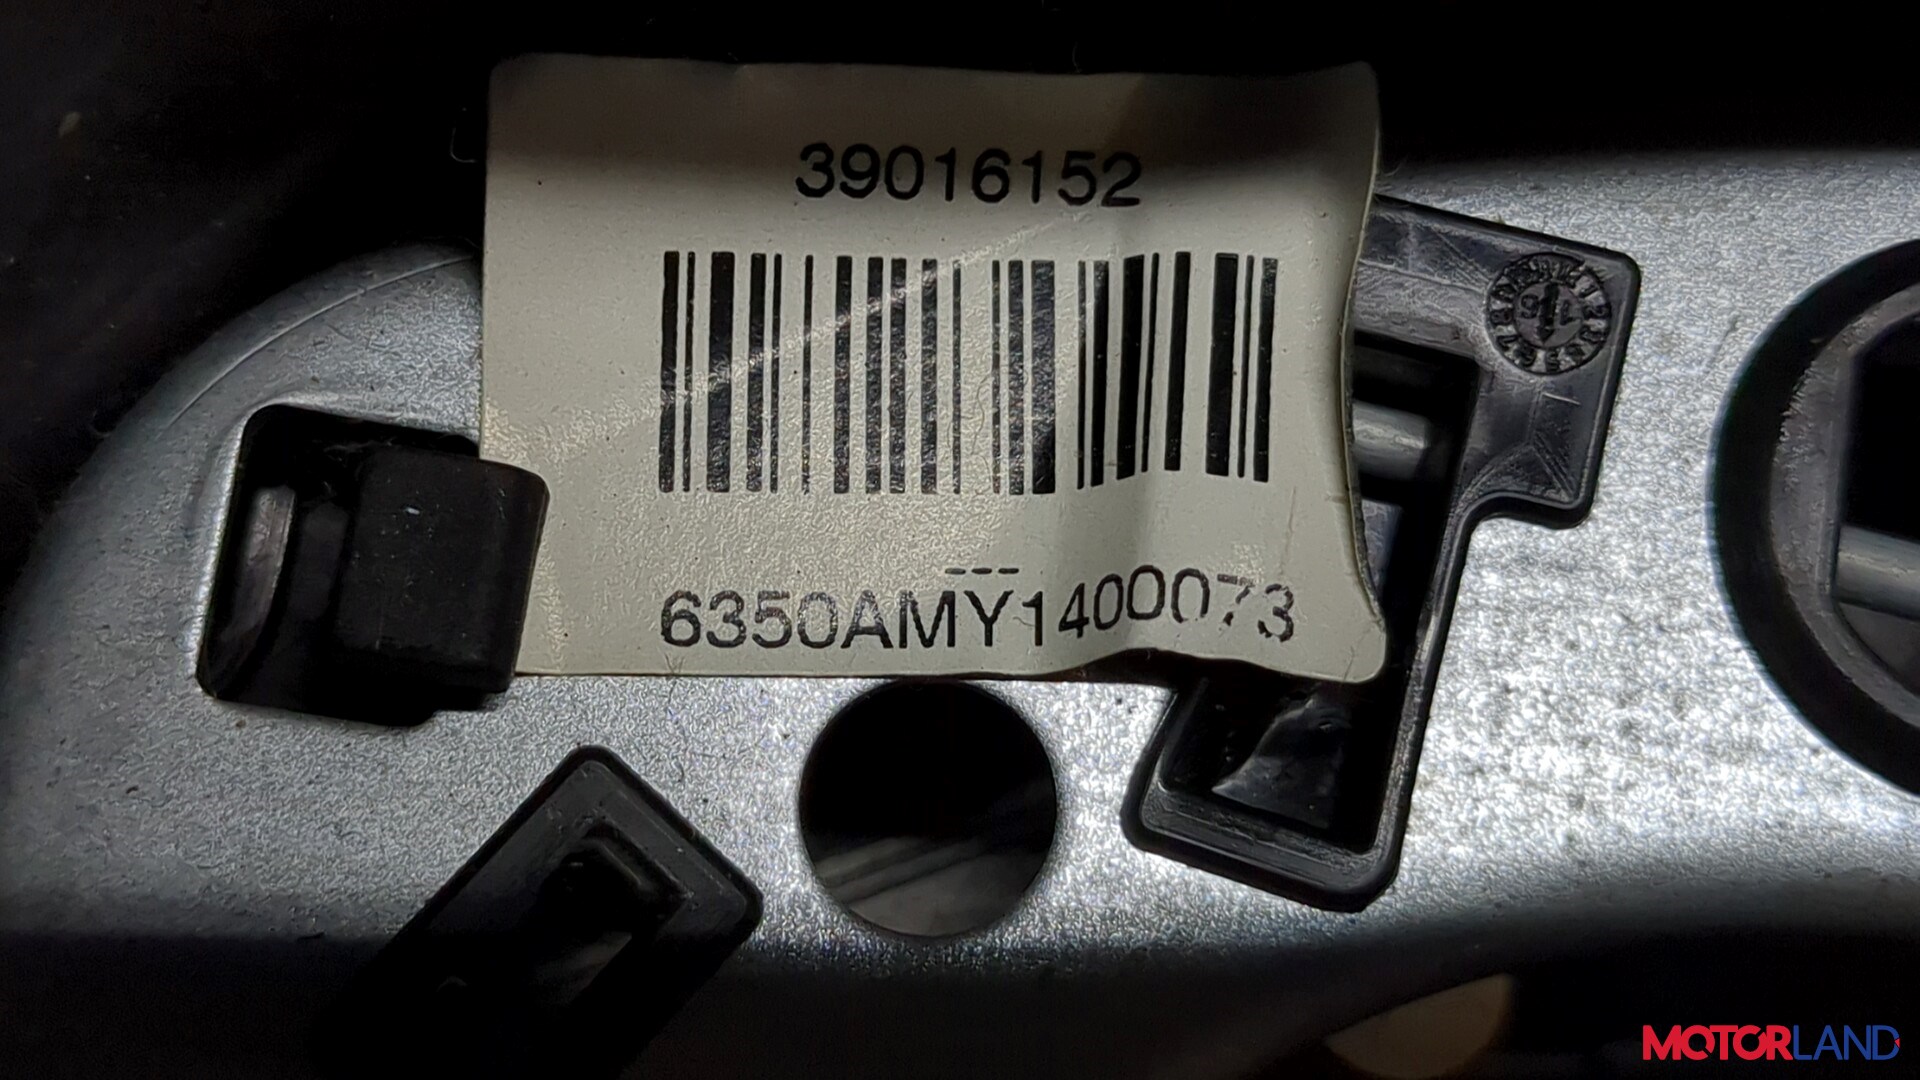 39016152
---
6350AMY1400073
MOTORLAND